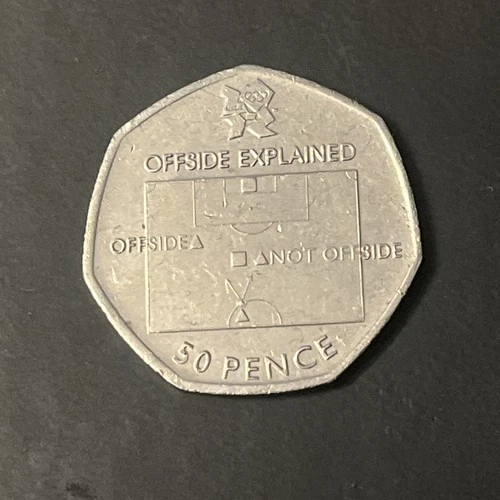 OFFSIDE EXPLAINED
OFFSIDE
NOT OFFSIDE
50 PENCE